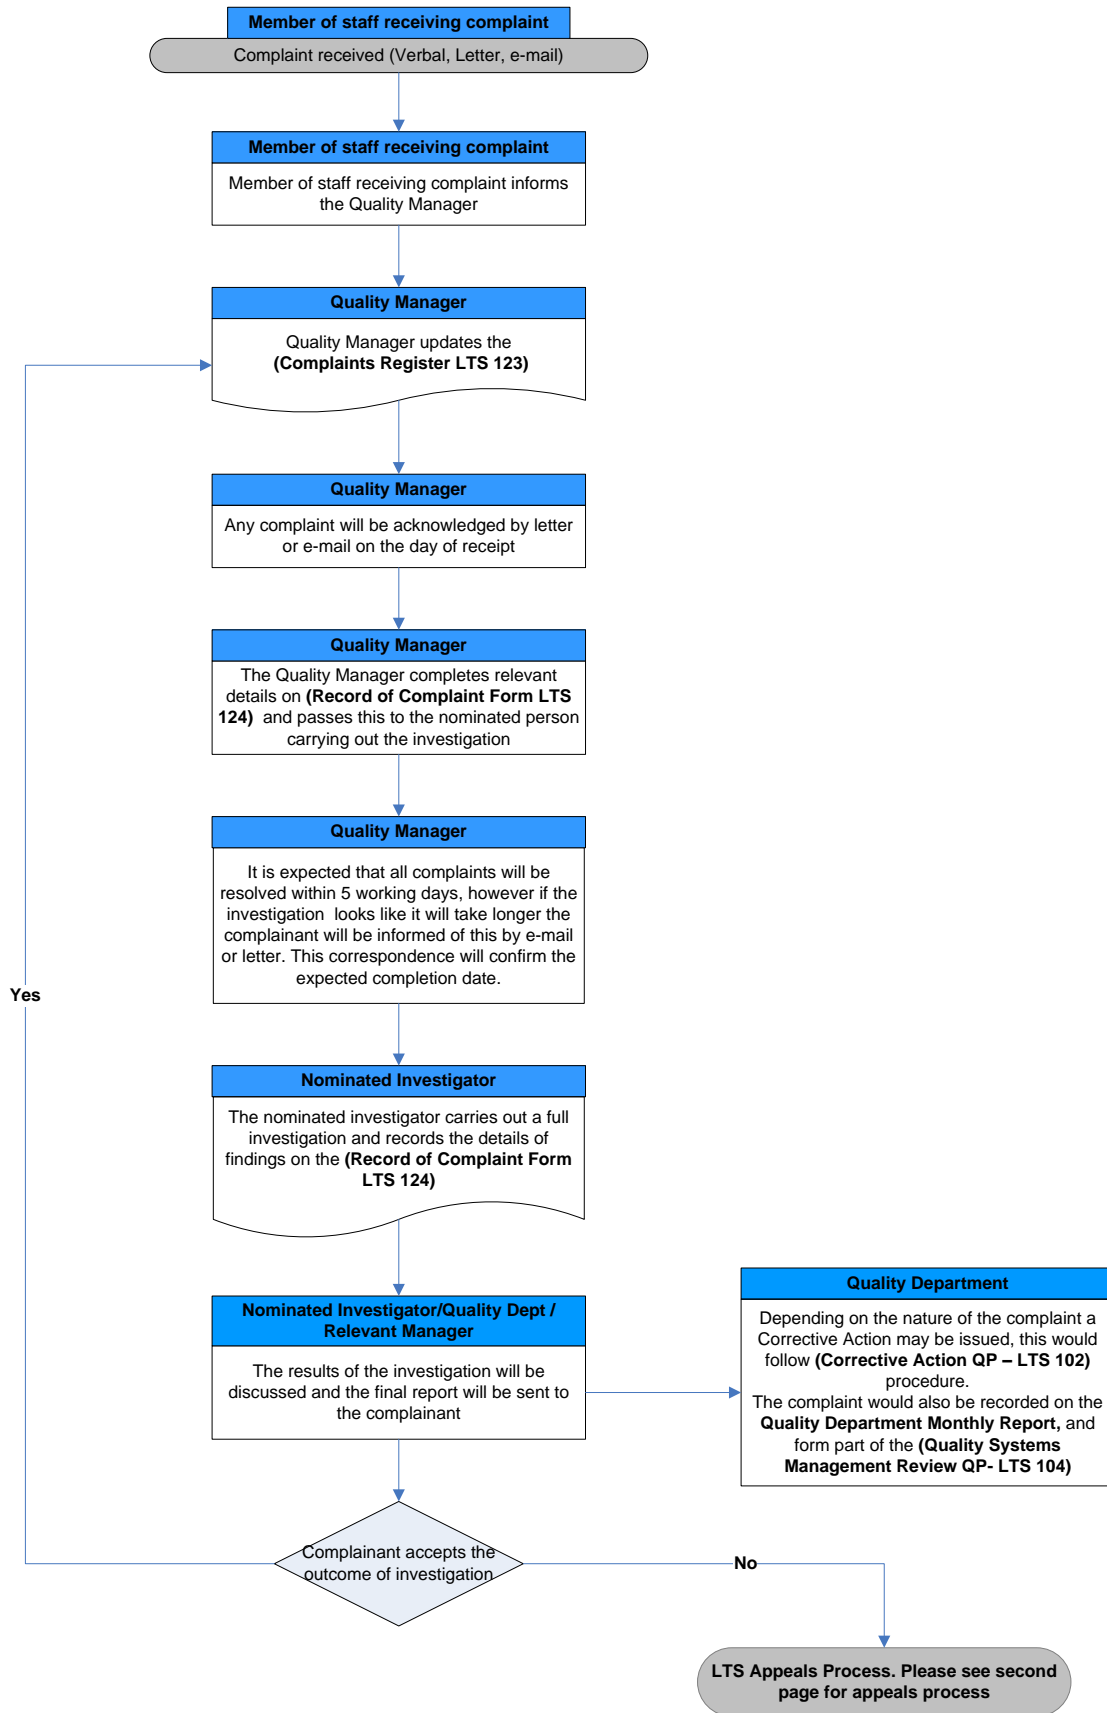 Member of staff receiving complaint
Complaint received (Verbal, Letter, e-mail)
Member of staff receiving complaint
Member of staff receiving complaint informs
the Quality Manager
Quality Manager
Quality Manager updates the
(Complaints Register LTS 123)
Quality Manager
Any complaint will be acknowledged by letter
or e-mail on the day of receipt
Quality Manager
The Quality Manager completes relevant
details on (Record of Complaint Form LTS
124) and passes this to the nominated person
carrying out the investigation
Quality Manager
It is expected that all complaints will be
resolved within 5 working days, however if the
investigation looks like it will take longer the
complainant will be informed of this by e-mail
or letter. This correspondence will confirm the
expected completion date.
Yes
Nominated Investigator
The nominated investigator carries out a full
investigation and records the details of
findings on the (Record of Complaint Form
LTS 124)
Nominated Investigator/Quality Dept /
Relevant Manager
The results of the investigation will be
discussed and the final report will be sent to
the complainant
Quality Department
Depending on the nature of the complaint a
Corrective Action may be issued, this would
follow (Corrective Action QP – LTS 102)
procedure.
The complaint would also be recorded on the
Quality Department Monthly Report, and
form part of the (Quality Systems
Management Review QP- LTS 104)
Complainant accepts the
outcome of investigation
No
LTS Appeals Process. Please see second
page for appeals process